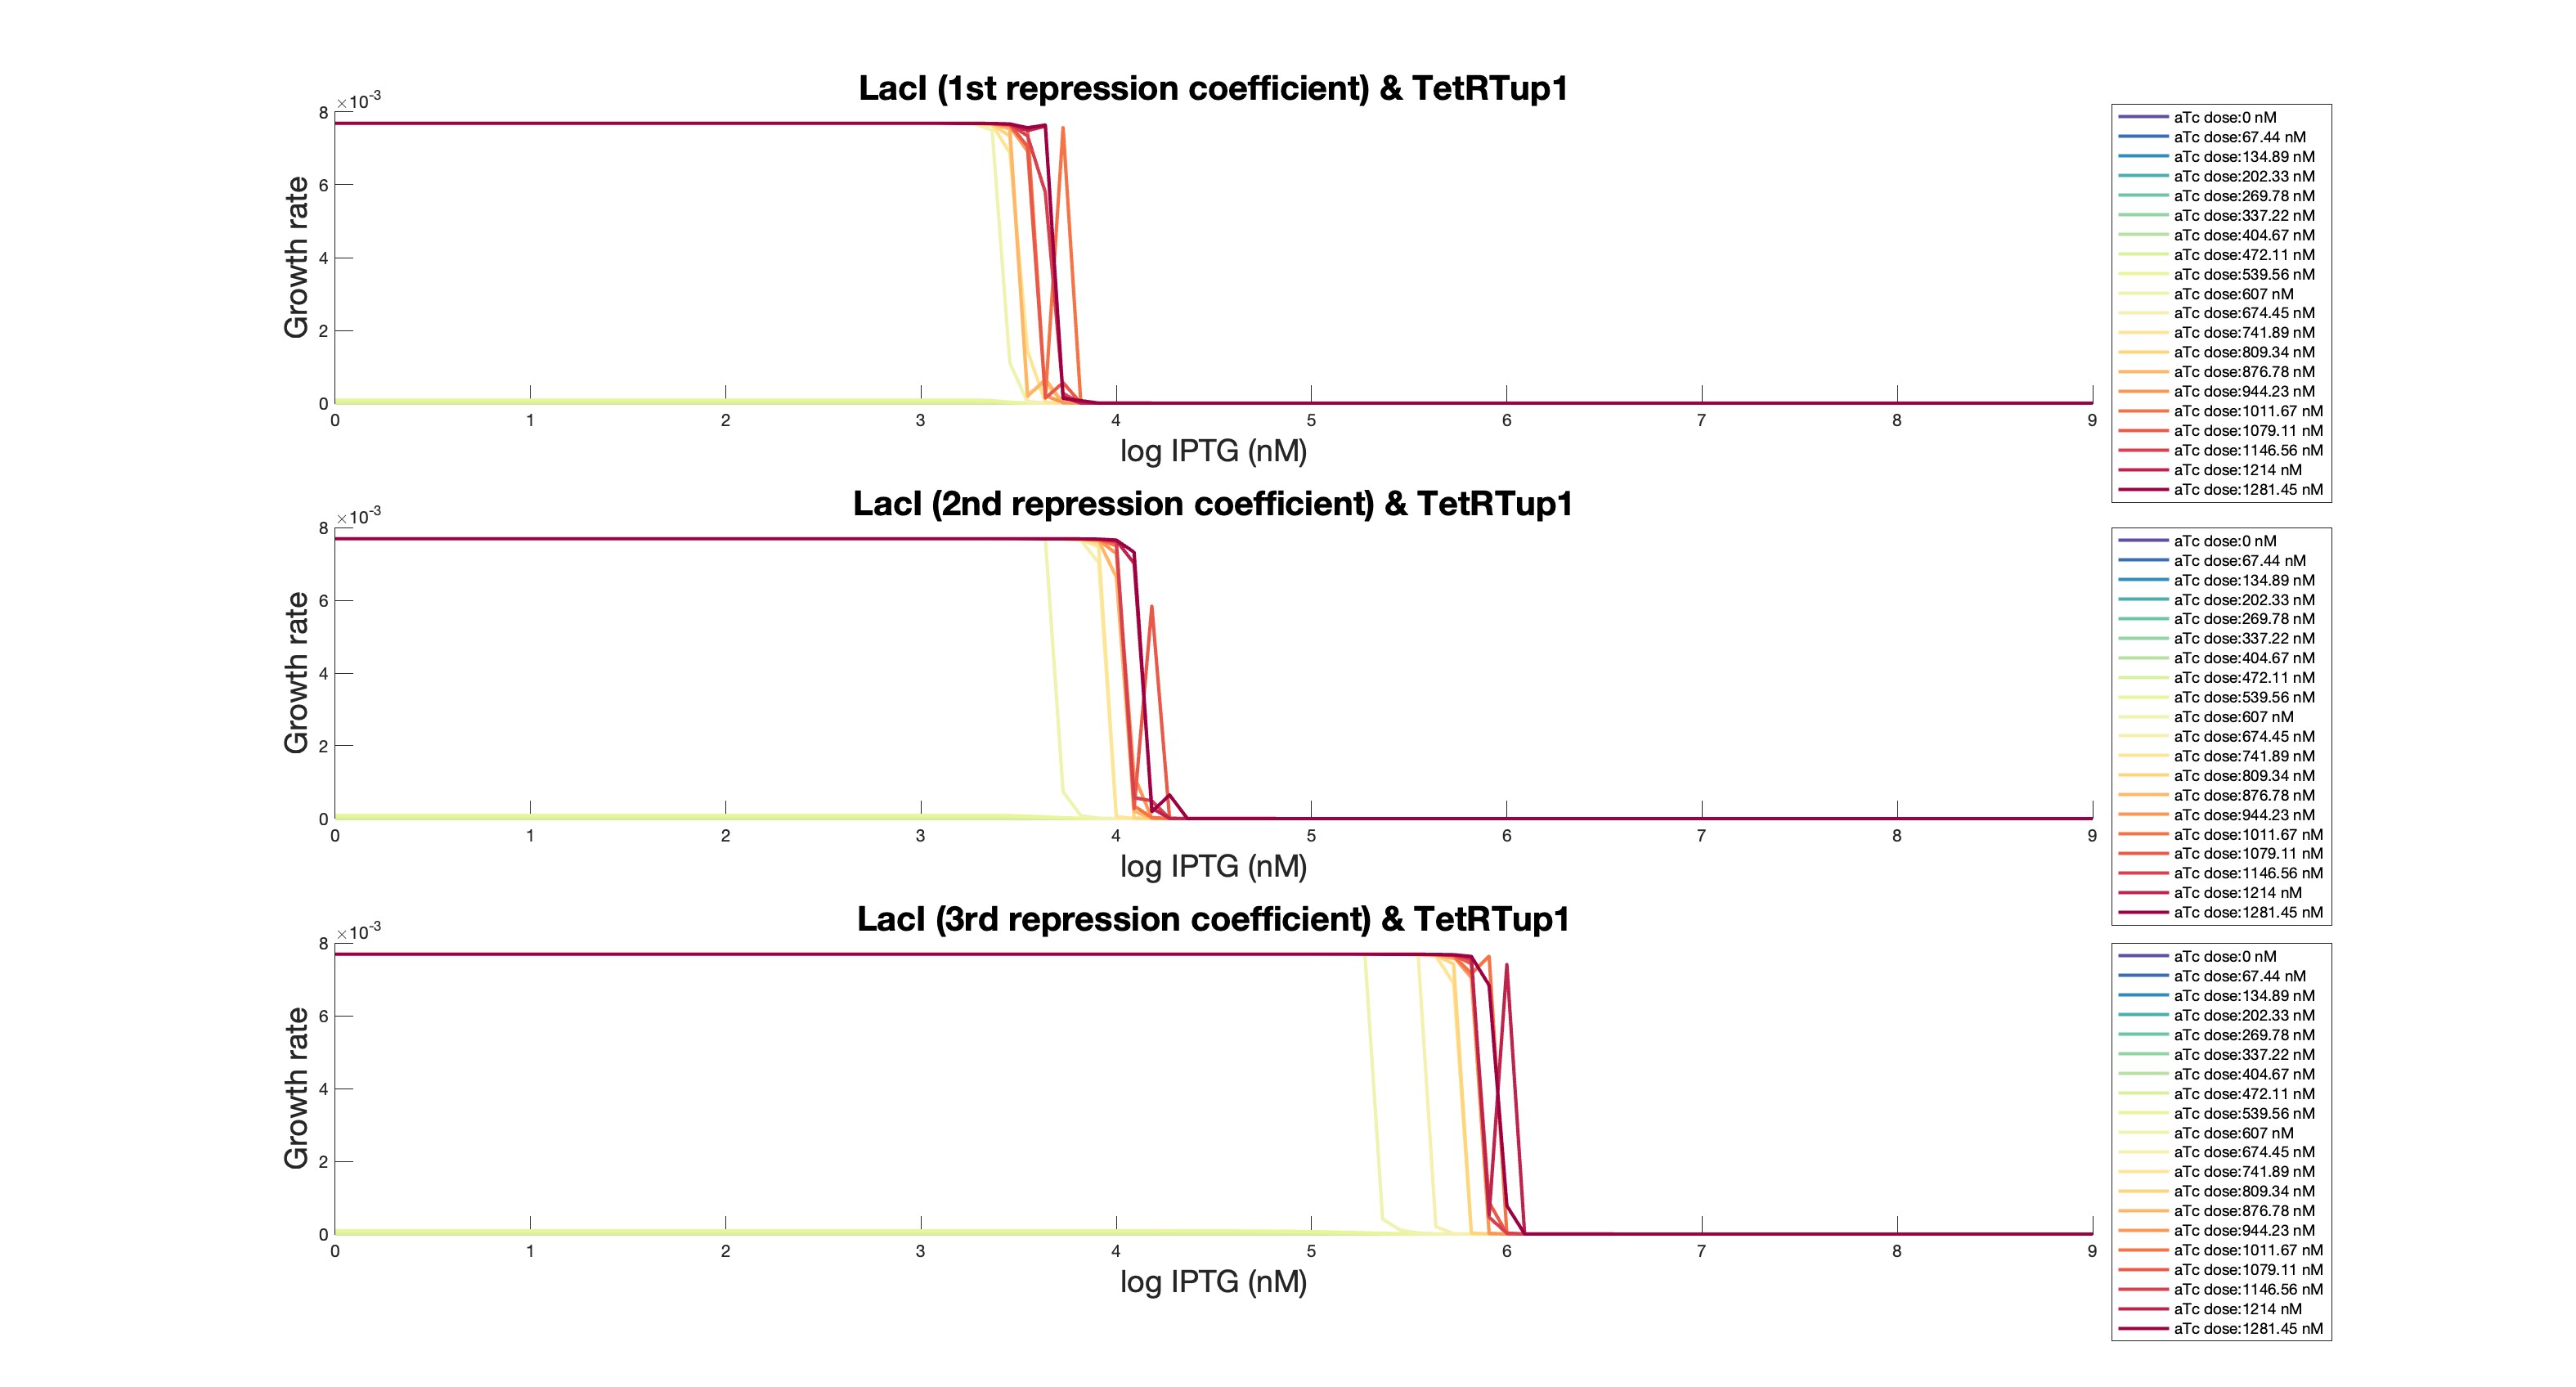 LacI (1st repression coefficient) & TetRTup1
×10-3
8
6
4
2
0
Growth rate
0 1 2 3 4 5 6 7 8 9
log IPTG (nM)
aTc dose:0 nM
aTc dose:67.44 nM
aTc dose:134.89 nM
aTc dose:202.33 nM
aTc dose:269.78 nM
aTc dose:337.22 nM
aTc dose:404.67 nM
aTc dose:472.11 nM
aTc dose:539.56 nM
aTc dose:607 nM
aTc dose:674.45 nM
aTc dose:741.89 nM
aTc dose:809.34 nM
aTc dose:876.78 nM
aTc dose:944.23 nM
aTc dose:1011.67 nM
aTc dose:1079.11 nM
aTc dose:1146.56 nM
aTc dose:1214 nM
aTc dose:1281.45 nM
LacI (2nd repression coefficient) & TetRTup1
×10-3
8
6
4
2
0
Growth rate
0 1 2 3 4 5 6 7 8 9
log IPTG (nM)
aTc dose:0 nM
aTc dose:67.44 nM
aTc dose:134.89 nM
aTc dose:202.33 nM
aTc dose:269.78 nM
aTc dose:337.22 nM
aTc dose:404.67 nM
aTc dose:472.11 nM
aTc dose:539.56 nM
aTc dose:607 nM
aTc dose:674.45 nM
aTc dose:741.89 nM
aTc dose:809.34 nM
aTc dose:876.78 nM
aTc dose:944.23 nM
aTc dose:1011.67 nM
aTc dose:1079.11 nM
aTc dose:1146.56 nM
aTc dose:1214 nM
aTc dose:1281.45 nM
LacI (3rd repression coefficient) & TetRTup1
×10-3
8
6
4
2
0
Growth rate
0 1 2 3 4 5 6 7 8 9
log IPTG (nM)
aTc dose:0 nM
aTc dose:67.44 nM
aTc dose:134.89 nM
aTc dose:202.33 nM
aTc dose:269.78 nM
aTc dose:337.22 nM
aTc dose:404.67 nM
aTc dose:472.11 nM
aTc dose:539.56 nM
aTc dose:607 nM
aTc dose:674.45 nM
aTc dose:741.89 nM
aTc dose:809.34 nM
aTc dose:876.78 nM
aTc dose:944.23 nM
aTc dose:1011.67 nM
aTc dose:1079.11 nM
aTc dose:1146.56 nM
aTc dose:1214 nM
aTc dose:1281.45 nM